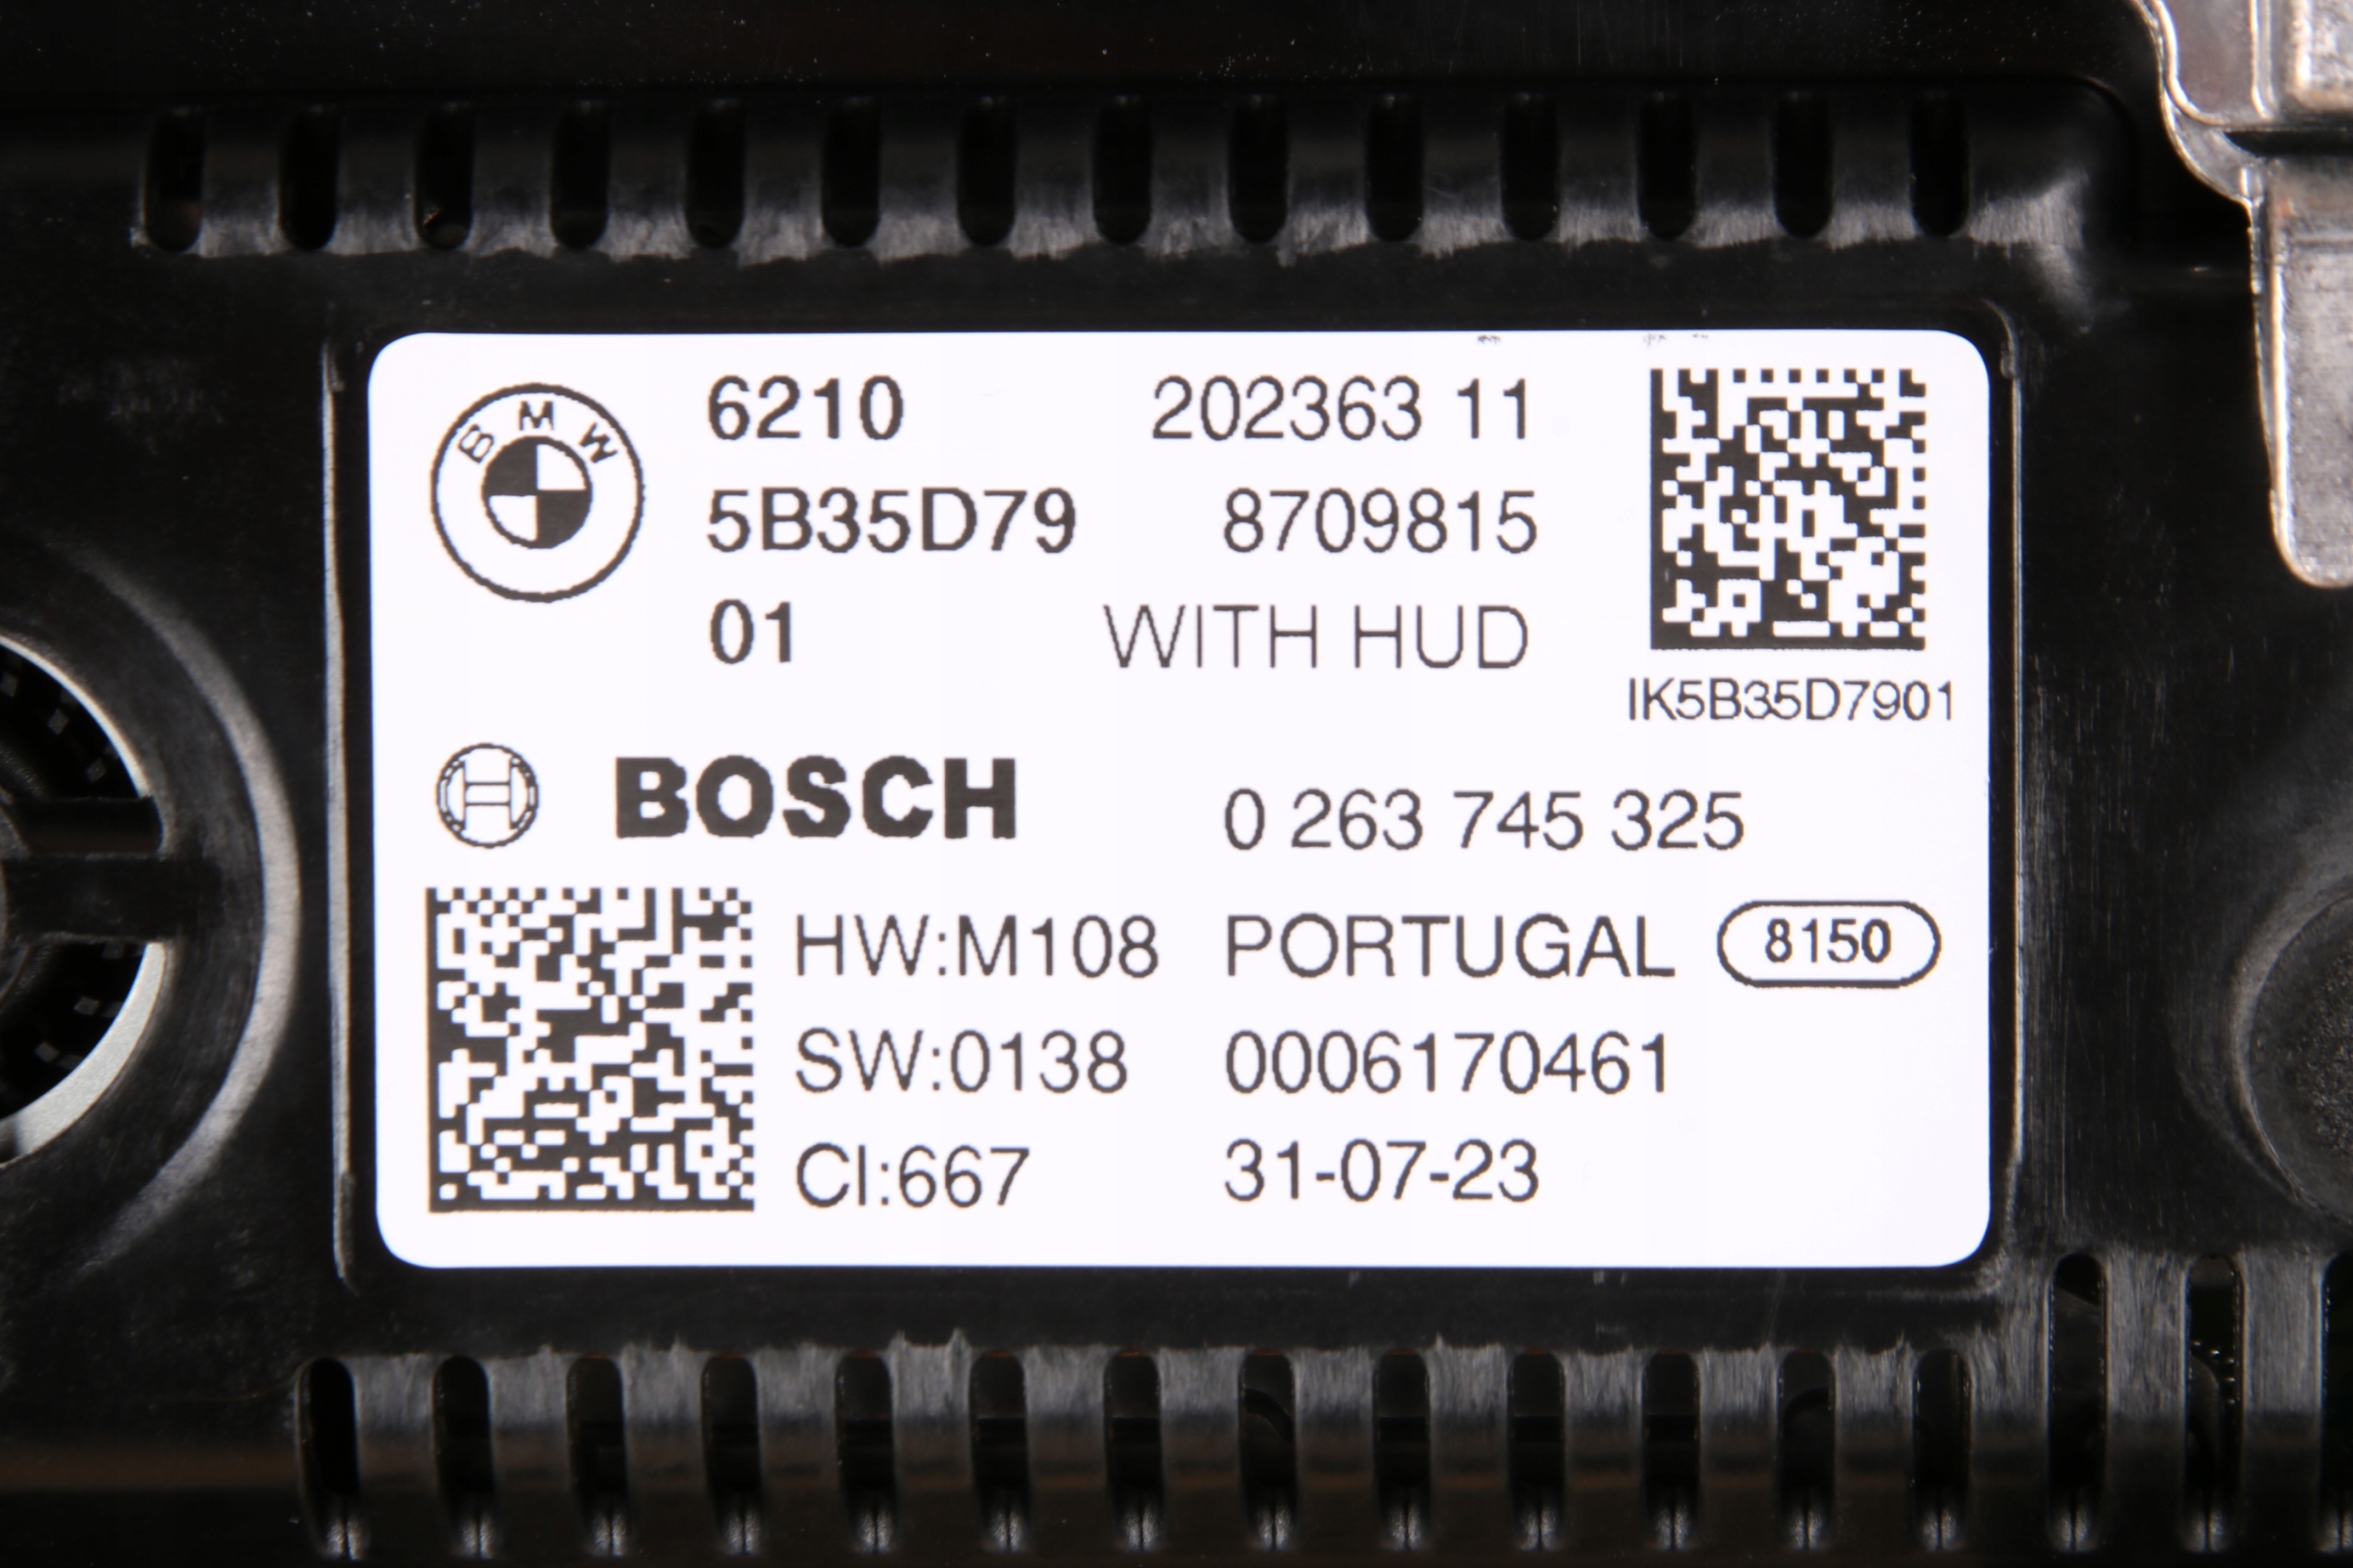 BMW
6210 202363 11
5B35D79 8709815
01 WITH HUD
IK5B35D7901
BOSCH 0 263 745 325
HW:M108 PORTUGAL 8150
SW:0138 0006170461
CI:667 31-07-23